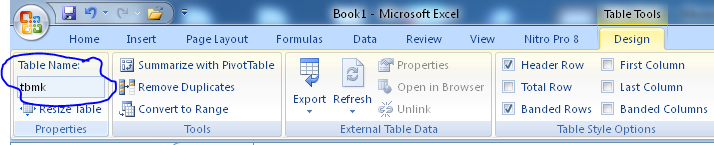 Book1 - Microsoft Excel
Table Tools
Home Insert Page Layout Formulas Data Review View Nitro Pro 8 Design
Table Name:
tbmk
Resize Table
Properties
Summarize with PivotTable
Remove Duplicates
Convert to Range
Tools
Export Refresh
Properties
Open in Browser
Unlink
External Table Data
Header Row First Column
Total Row Last Column
Banded Rows Banded Columns
Table Style Options